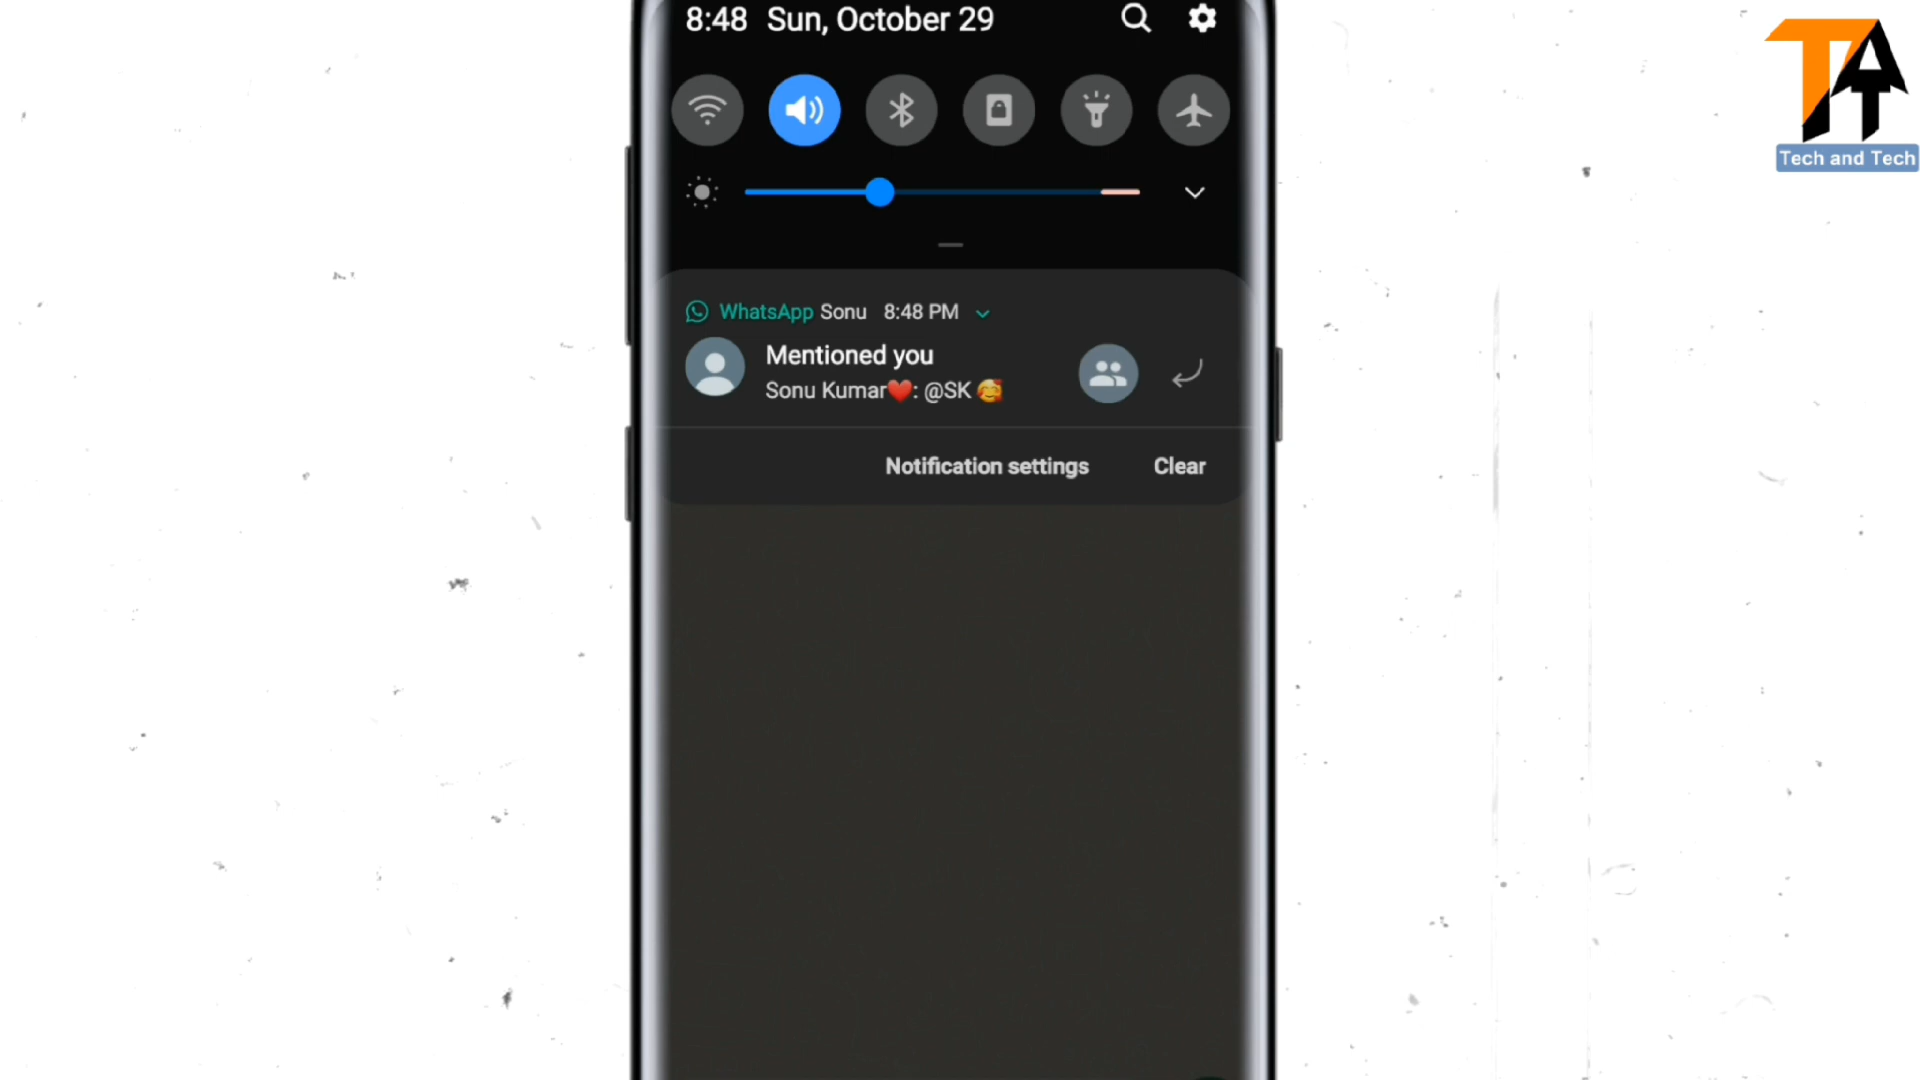 8:48 Sun, October 29
TAT
Tech and Tech
WhatsApp Sonu 8:48 PM
Mentioned you
Sonu Kumar❤️: @SK 🥰
Notification settings Clear